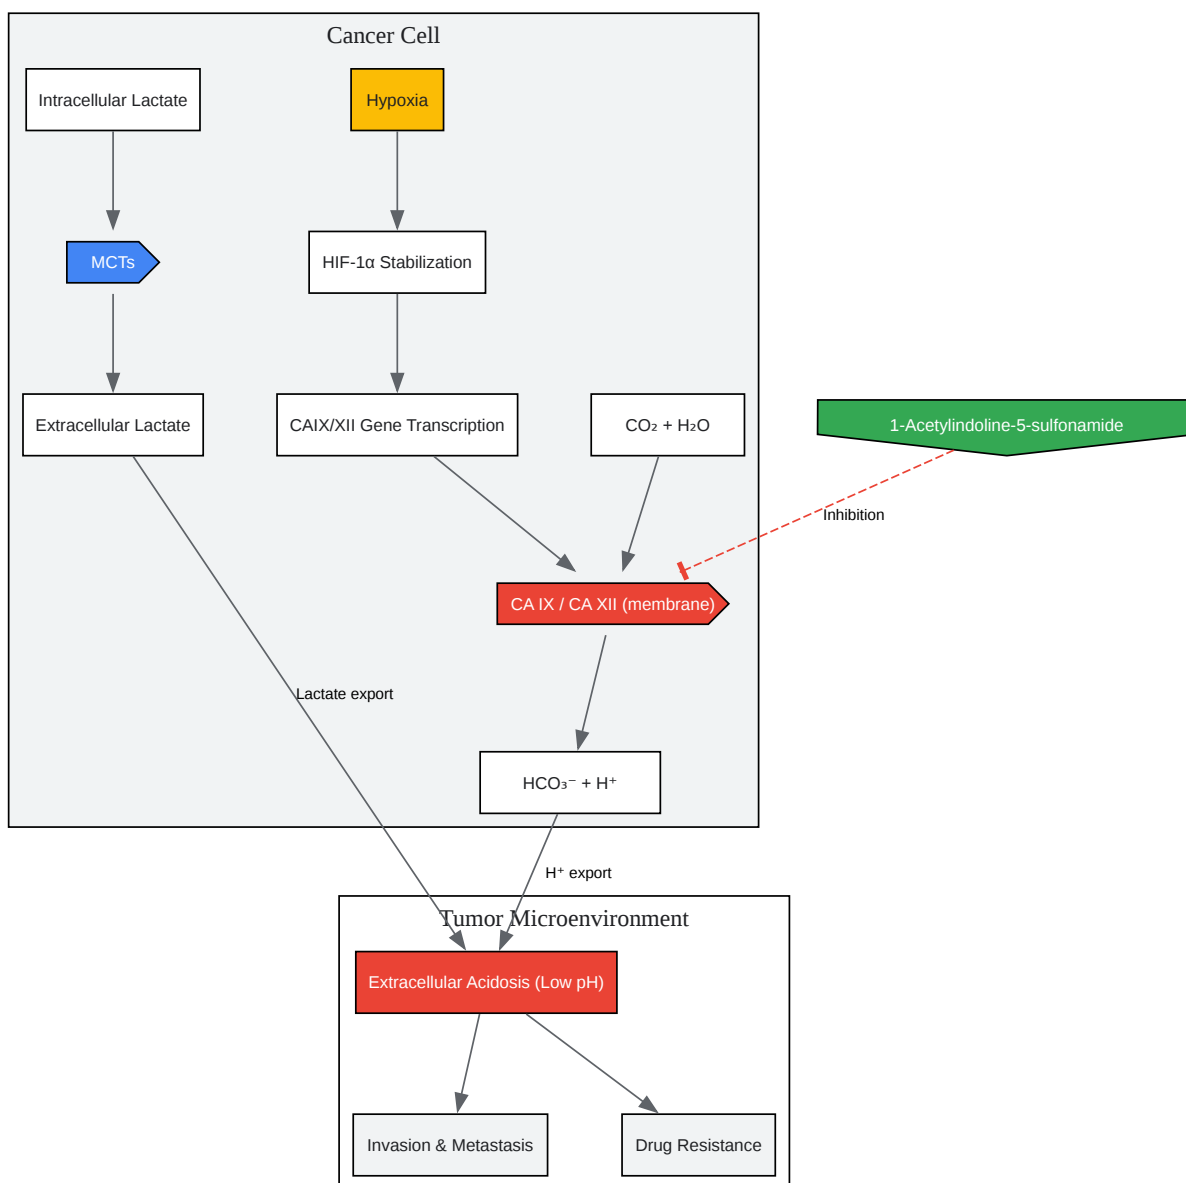 Cancer Cell
Intracellular Lactate
Hypoxia
MCTs
HIF-1α Stabilization
Extracellular Lactate
CAIX/XII Gene Transcription
CO₂ + H₂O
1-Acetylindoline-5-sulfonamide
Inhibition
CA IX / CA XII (membrane)
Lactate export
HCO₃⁻ + H⁺
H⁺ export
Tumor Microenvironment
Extracellular Acidosis (Low pH)
Invasion & Metastasis
Drug Resistance